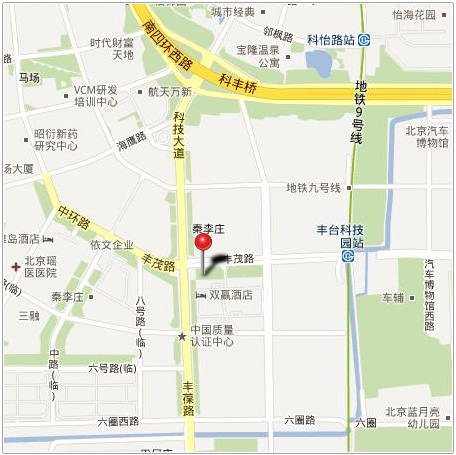 城市经典
邻枫路
怡海花园
科怡路站
南四环西路
时代财富
天地
宝隆温泉
公寓
马场
科丰桥
地铁9号线
VCM研发
培训中心
航天万新
科技大道
昭衍新药
研究中心
海鹰路
北京汽车
博物馆
场大厦
地铁九号线
中环路
秦李庄
丰台科技
园站
岛酒店
依文企业
丰茂路
丰茂路
北京瑶
医医院
汽车博物馆西路
路(临)
秦李庄
八号路(临)
双赢酒店
车辅
三融
中国质量
认证中心
中路(临)
六号路(临)
丰葆路
六圈西路
六圈路
六圈
北京蓝月亮
幼儿园